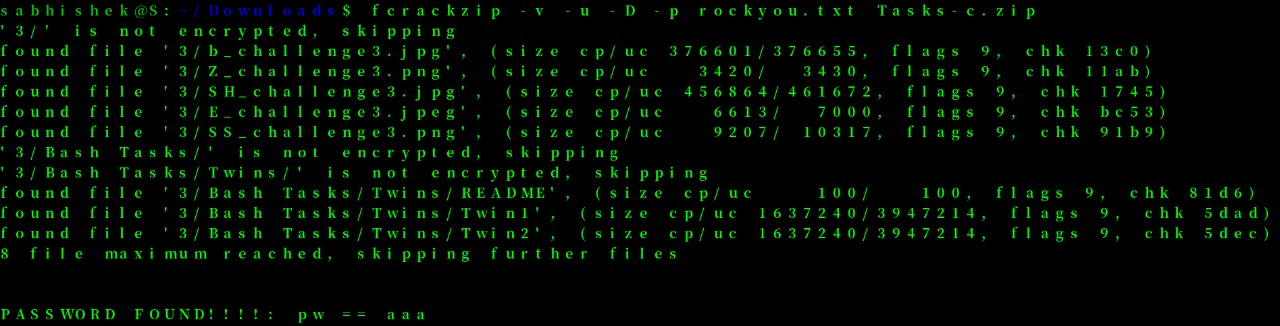 sabhishek@S:~/Downloads$ fcrackzip -v -u -D -p rockyou.txt Tasks-c.zip
'3/' is not encrypted, skipping
found file '3/b_challenge3.jpg', (size cp/uc 376601/376655, flags 9, chk 13c0)
found file '3/Z_challenge3.png', (size cp/uc   3420/  3430, flags 9, chk 11ab)
found file '3/SH_challenge3.jpg', (size cp/uc 456864/461672, flags 9, chk 1745)
found file '3/E_challenge3.jpeg', (size cp/uc   6613/  7000, flags 9, chk bc53)
found file '3/SS_challenge3.png', (size cp/uc   9207/ 10317, flags 9, chk 91b9)
'3/Bash Tasks/' is not encrypted, skipping
'3/Bash Tasks/Twins/' is not encrypted, skipping
found file '3/Bash Tasks/Twins/README', (size cp/uc    100/   100, flags 9, chk 81d6)
found file '3/Bash Tasks/Twins/Twin1', (size cp/uc 1637240/3947214, flags 9, chk 5dad)
found file '3/Bash Tasks/Twins/Twin2', (size cp/uc 1637240/3947214, flags 9, chk 5dec)
8 file maximum reached, skipping further files
PASSWORD FOUND!!!!: pw == aaa